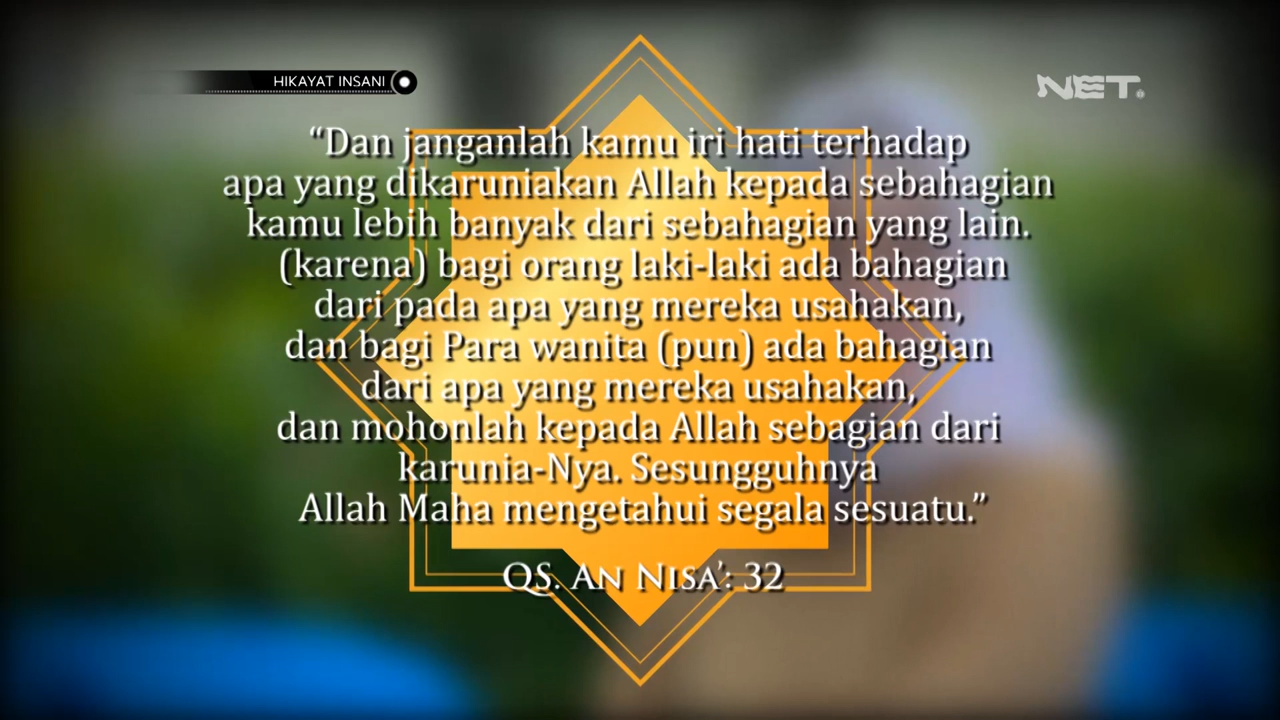 HIKAYAT INSANI
NET.
“Dan janganlah kamu iri hati terhadap
apa yang dikaruniakan Allah kepada sebahagian
kamu lebih banyak dari sebahagian yang lain.
(karena) bagi orang laki-laki ada bahagian
dari pada apa yang mereka usahakan,
dan bagi Para wanita (pun) ada bahagian
dari apa yang mereka usahakan,
dan mohonlah kepada Allah sebagian dari
karunia-Nya. Sesungguhnya
Allah Maha mengetahui segala sesuatu.”
QS. An Nisa’: 32